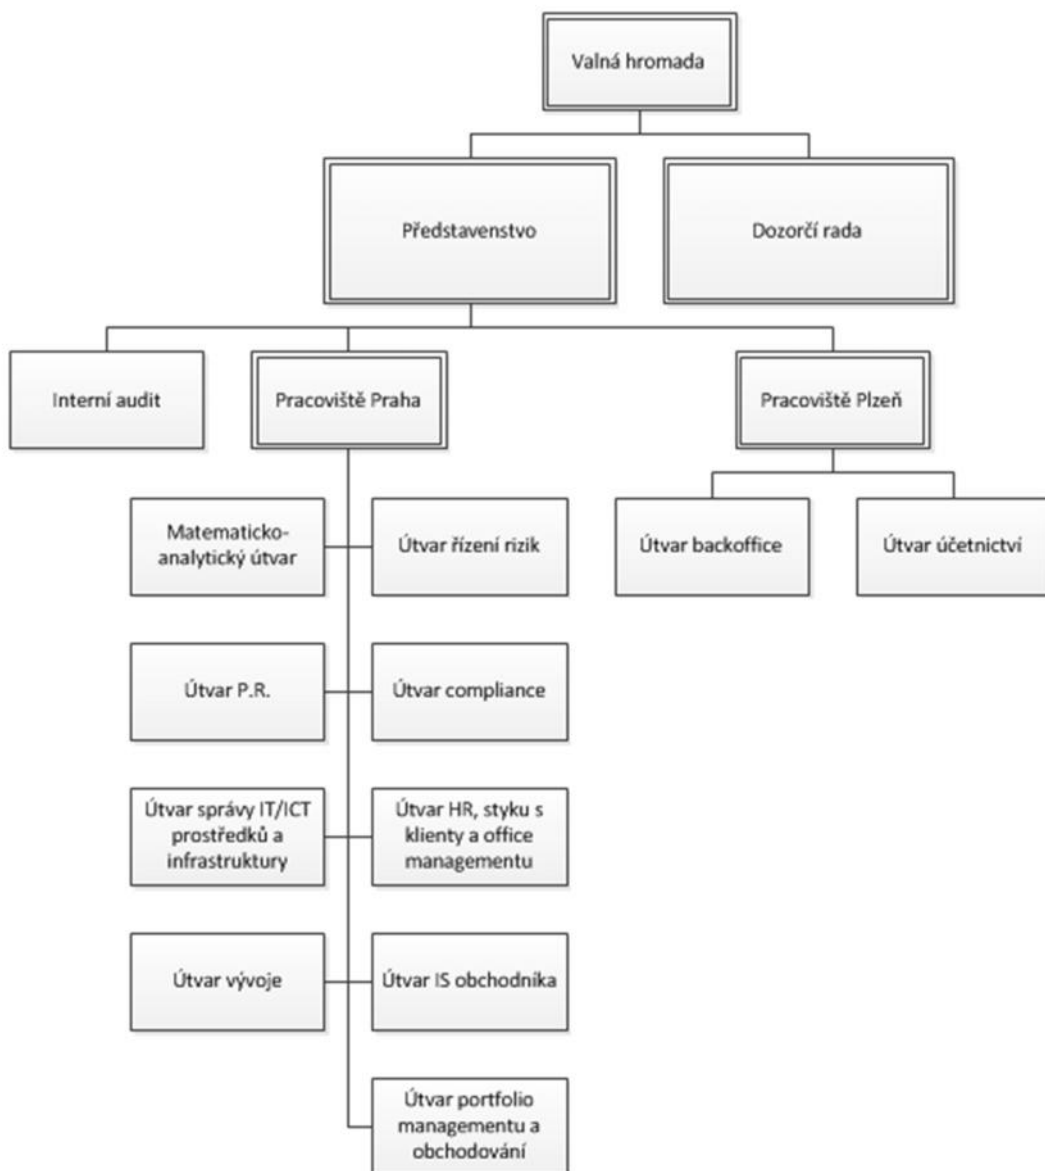 Valná hromada
Představenstvo
Dozorčí rada
Interní audit
Pracoviště Praha
Pracoviště Plzeň
Matematicko-
analytický útvar
Útvar řízení rizik
Útvar backoffice
Útvar účetnictví
Útvar P.R.
Útvar compliance
Útvar správy IT/ICT
prostředků a
infrastruktury
Útvar HR, styku s
klienty a office
managementu
Útvar vývoje
Útvar IS obchodníka
Útvar portfolio
managementu a
obchodování